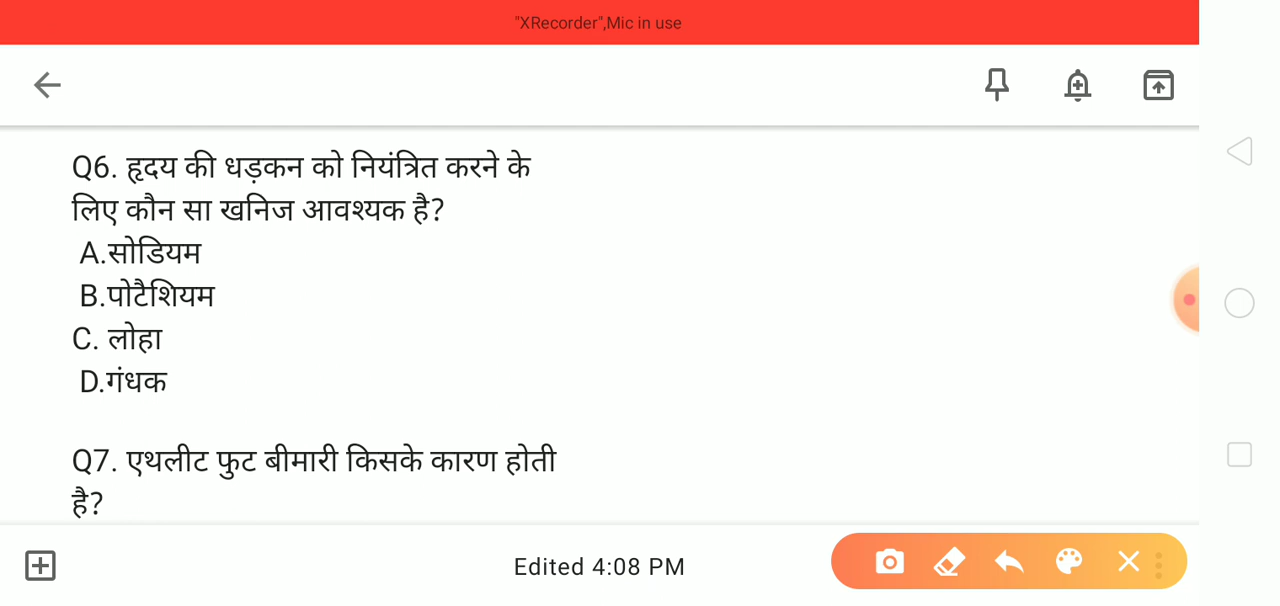 "XRecorder",Mic in use
Q6. हृदय की धड़कन को नियंत्रित करने के
लिए कौन सा खनिज आवश्यक है?
A.सोडियम
B.पोटैशियम
C. लोहा
D.गंधक
Q7. एथलीट फुट बीमारी किसके कारण होती
है?
Edited 4:08 PM